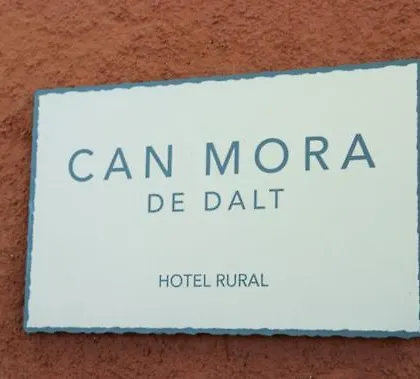 CAN MORA
DE DALT
HOTEL RURAL